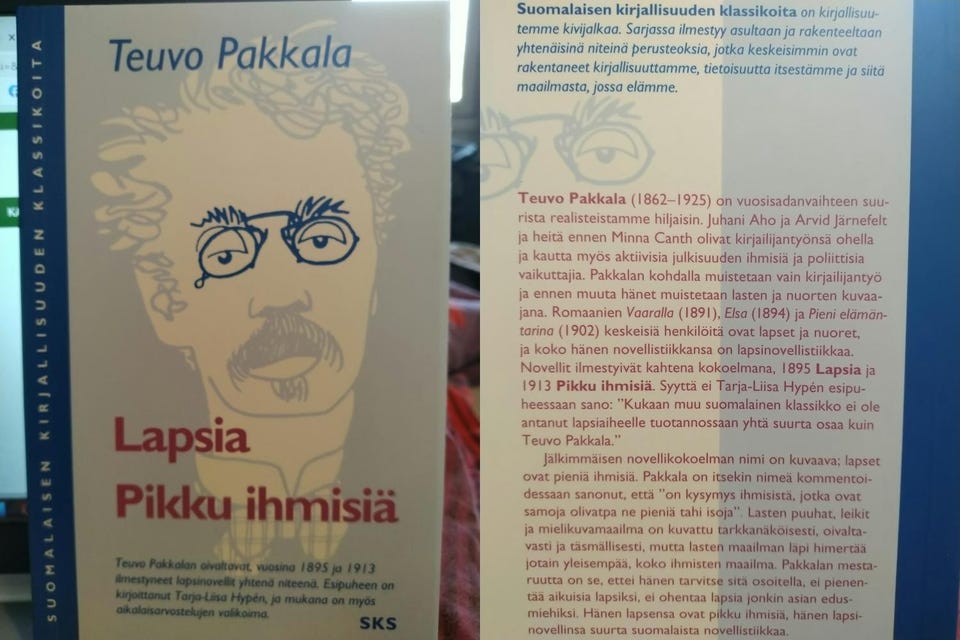 SUOMALAISEN KIRJALLISUUDEN KLASSIKOITA
Teuvo Pakkala
Lapsia
Pikku ihmisiä
Teuvo Pakkalan oivaltavat, vuosina 1895 ja 1913
ilmestyneet lapsinovellit yhtenä niteenä. Esipuheen on
kirjoittanut Tarja-Liisa Hypén, ja mukana on myös
aikalaisarvostelujen valikoima.
SKS
Suomalaisen kirjallisuuden klassikoita on kirjallisuu-
temme kivijalkaa. Sarjassa ilmestyy asultaan ja rakenteeltaan
yhtenäisinä niteinä perusteoksia, jotka keskeisimmin ovat
rakentaneet kirjallisuuttamme, tietoisuutta itsestämme ja siitä
maailmasta, jossa elämme.
Teuvo Pakkala (1862–1925) on vuosisadanvaihteen suu-
rista realisteistamme hiljaisin. Juhani Aho ja Arvid Järnefelt
ja heitä ennen Minna Canth olivat kirjailijantyönsä ohella
ja kautta myös aktiivisia julkisuuden ihmisiä ja poliittisia
vaikuttajia. Pakkalan kohdalla muistetaan vain kirjailijantyö
ja ennen muuta hänet muistetaan lasten ja nuorten kuvaa-
jana. Romaanien Vaaralla (1891), Elsa (1894) ja Pieni elämän-
tarina (1902) keskeisiä henkilöitä ovat lapset ja nuoret,
ja koko hänen novellistiikkansa on lapsinovellistiikkaa.
Novellit ilmestyivät kahtena kokoelmana, 1895 Lapsia ja
1913 Pikku ihmisiä. Syyttä ei Tarja-Liisa Hypén esipu-
heessaan sano: "Kukaan muu suomalainen klassikko ei ole
antanut lapsiaiheelle tuotannossaan yhtä suurta osaa kuin
Teuvo Pakkala."
Jälkimmäisen novellikokoelman nimi on kuvaava; lapset
ovat pieniä ihmisiä. Pakkala on itsekin nimeä kommentoi-
dessaan sanonut, että "on kysymys ihmisistä, jotka ovat
samoja olivatpa ne pieniä tahi isoja". Lasten puuhat, leikit
ja mielikuvamaailma on kuvattu tarkkanäköisesti, oivalta-
vasti ja täsmällisesti, mutta lasten maailman läpi himertää
jotain yleisempää, koko ihmisten maailma. Pakkalan mesta-
ruutta on se, ettei hänen tarvitse sitä osoitella, ei pienen-
tää aikuisia lapsiksi, ei ohentaa lapsia jonkin asian edus-
miehiksi. Hänen lapsensa ovat pikku ihmisiä, hänen lapsi-
novellinsa suurta suomalaista novellistiikkaa.